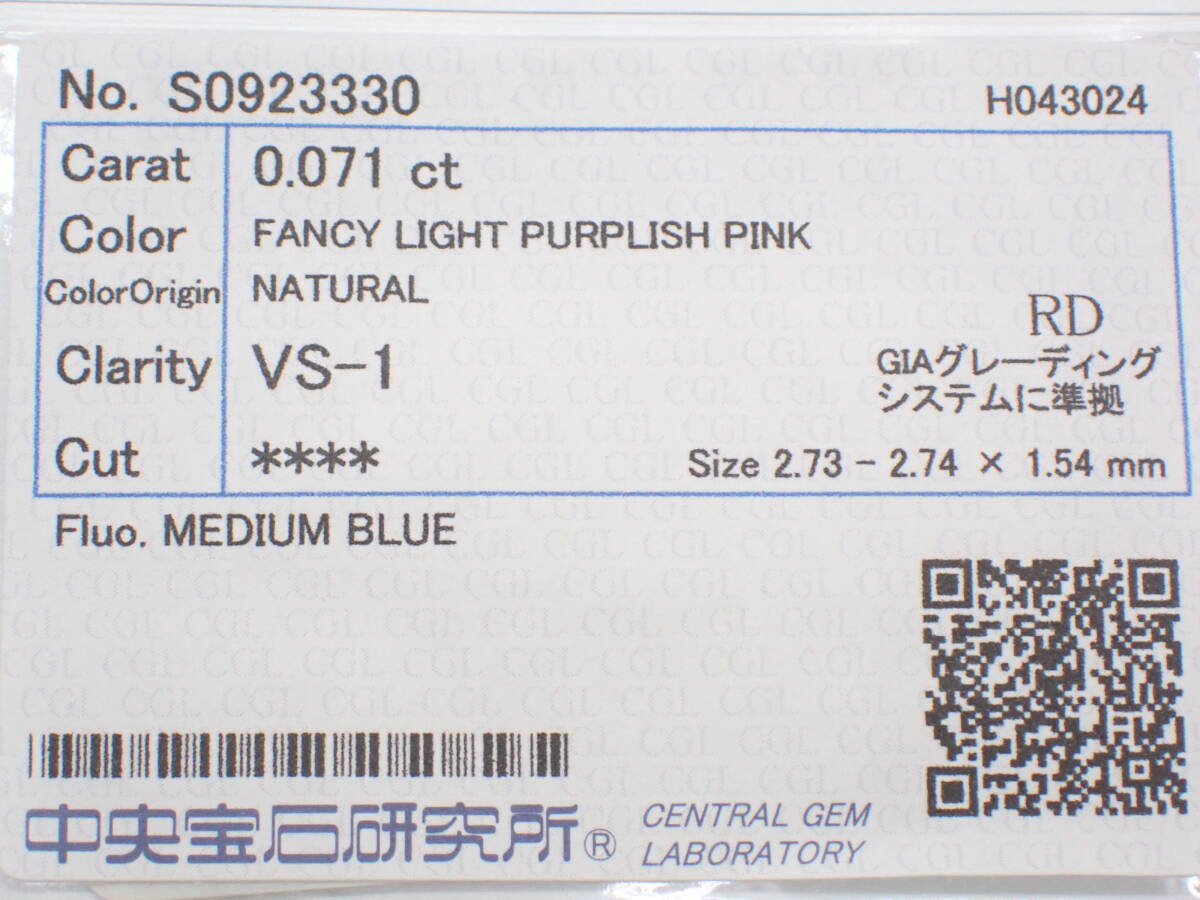 No. S0923330 H043024
Carat 0.071 ct
Color FANCY LIGHT PURPLISH PINK
ColorOrigin NATURAL
RD
Clarity VS-1
GIAグレーディング
システムに準拠
Cut ****
Size 2.73 - 2.74 × 1.54 mm
Fluo. MEDIUM BLUE
中央宝石研究所® CENTRAL GEM
LABORATORY